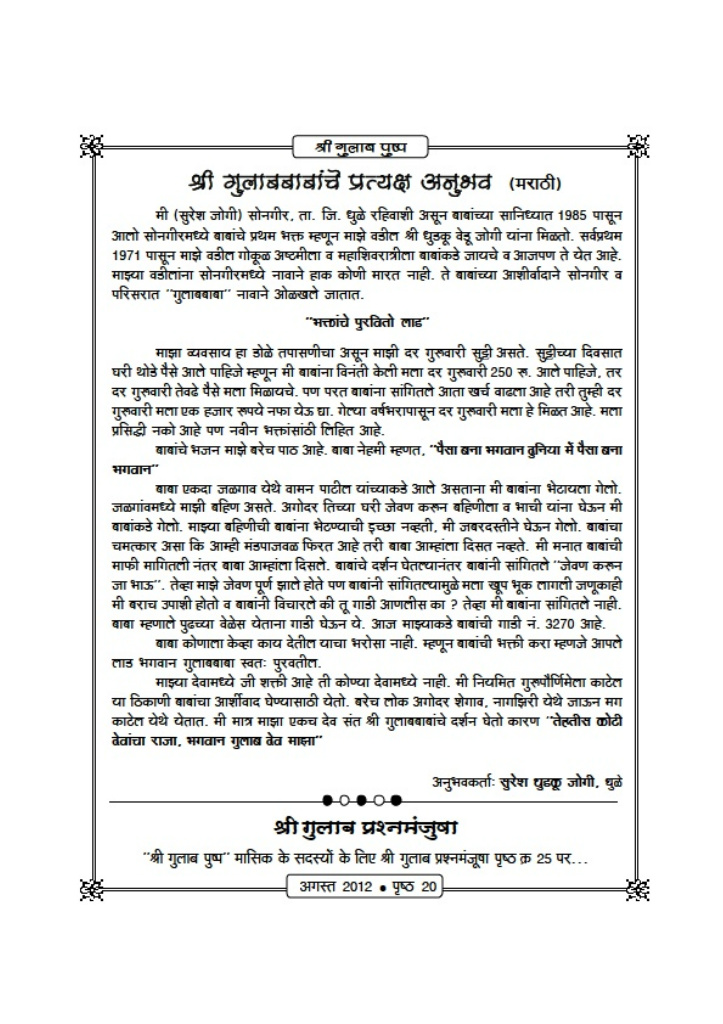 श्री गुलाब पुष्प
श्री गुलाबबाबांचे प्रत्यक्ष अनुभव (मराठी)
मी (सुरेश जोगी) सोनगीर, ता. जि. धुळे रहिवाशी असून बाबांच्या सानिध्यात 1985 पासून
आलो सोनगीरमध्ये बाबांचे प्रथम भक्त म्हणून माझे वडील श्री धुडकू वेडू जोगी यांना मिळतो. सर्वप्रथम
1971 पासून माझे वडील गोकूळ अष्टमीला व महाशिवरात्रीला बाबांकडे जायचे व आजपण ते येत आहे.
माझ्या वडीलांना सोनगीरमध्ये नावाने हाक कोणी मारत नाही. ते बाबांच्या आशीर्वादाने सोनगीर व
परिसरात "गुलाबबाबा" नावाने ओळखले जातात.
"भक्तांचे पुरवितो लाड"
माझा व्यवसाय हा डोळे तपासणीचा असून माझी दर गुरूवारी सुट्टी असते. सुट्टीच्या दिवसात
घरी थोडे पैसे आले पाहिजे म्हणून मी बाबांना विनंती केली मला दर गुरूवारी 250 रु. आले पाहिजे, तर
दर गुरूवारी तेवढे पैसे मला मिळायचे. पण परत बाबांना सांगितले आता खर्च वाढला आहे तरी तुम्ही दर
गुरूवारी मला एक हजार रूपये नफा येऊ द्या. गेल्या वर्षभरापासून दर गुरूवारी मला हे मिळत आहे. मला
प्रसिद्धी नको आहे पण नवीन भक्तांसांठी लिहित आहे.
बाबांचे भजन माझे बरेच पाठ आहे. बाबा नेहमी म्हणत, "पैसा बना भगवान दुनिया में पैसा बना
भगवान"
बाबा एकदा जळगाव येथे वामन पाटील यांच्याकडे आले असताना मी बाबांना भेटायला गेलो.
जळगांवमध्ये माझी बहिण असते. अगोदर तिच्या घरी जेवण करून बहिणीला व भाची यांना घेऊन मी
बाबांकडे गेलो. माझ्या बहिणीची बाबांना भेटण्याची इच्छा नव्हती, मी जबरदस्तीने घेऊन गेलो. बाबांचा
चमत्कार असा कि आम्ही मंडपाजवळ फिरत आहे तरी बाबा आम्हांला दिसत नव्हते. मी मनात बाबांची
माफी मागितली नंतर बाबा आम्हांला दिसले. बाबांचे दर्शन घेतल्यानंतर बाबांनी सांगितले "जेवण करून
जा भाऊ". तेव्हा माझे जेवण पूर्ण झाले होते पण बाबांनी सांगितल्यामुळे मला खूप भूक लागली जणूकाही
मी बराच उपाशी होतो व बाबांनी विचारले की तू गाडी आणलीस का ? तेव्हा मी बाबांना सांगितले नाही.
बाबा म्हणाले पुढच्या वेळेस येताना गाडी घेऊन ये. आज माझ्याकडे बाबांची गाडी नं. 3270 आहे.
बाबा कोणाला केव्हा काय देतील याचा भरोसा नाही. म्हणून बाबांची भक्ती करा म्हणजे आपले
लाड भगवान गुलाबबाबा स्वतः पुरवतील.
माझ्या देवामध्ये जी शक्ती आहे ती कोण्या देवामध्ये नाही. मी नियमित गुरुपौर्णिमेला काटेल
या ठिकाणी बाबांचा आर्शीवाद घेण्यासाठी येतो. बरेच लोक अगोदर शेगाव, नागझिरी येथे जाऊन मग
काटेल येथे येतात. मी मात्र माझा एकच देव संत श्री गुलाबबाबांचे दर्शन घेतो कारण "तेहतीस कोटी
देवांचा राजा, भगवान गुलाब देव माझा"
अनुभवकर्ताः सुरेश धुडकू जोगी, धुळे
श्री गुलाब प्रश्नमंजुषा
"श्री गुलाब पुष्प" मासिक के सदस्यों के लिए श्री गुलाब प्रश्नमंजूषा पृष्ठ क्र 25 पर...
अगस्त 2012 • पृष्ठ 20